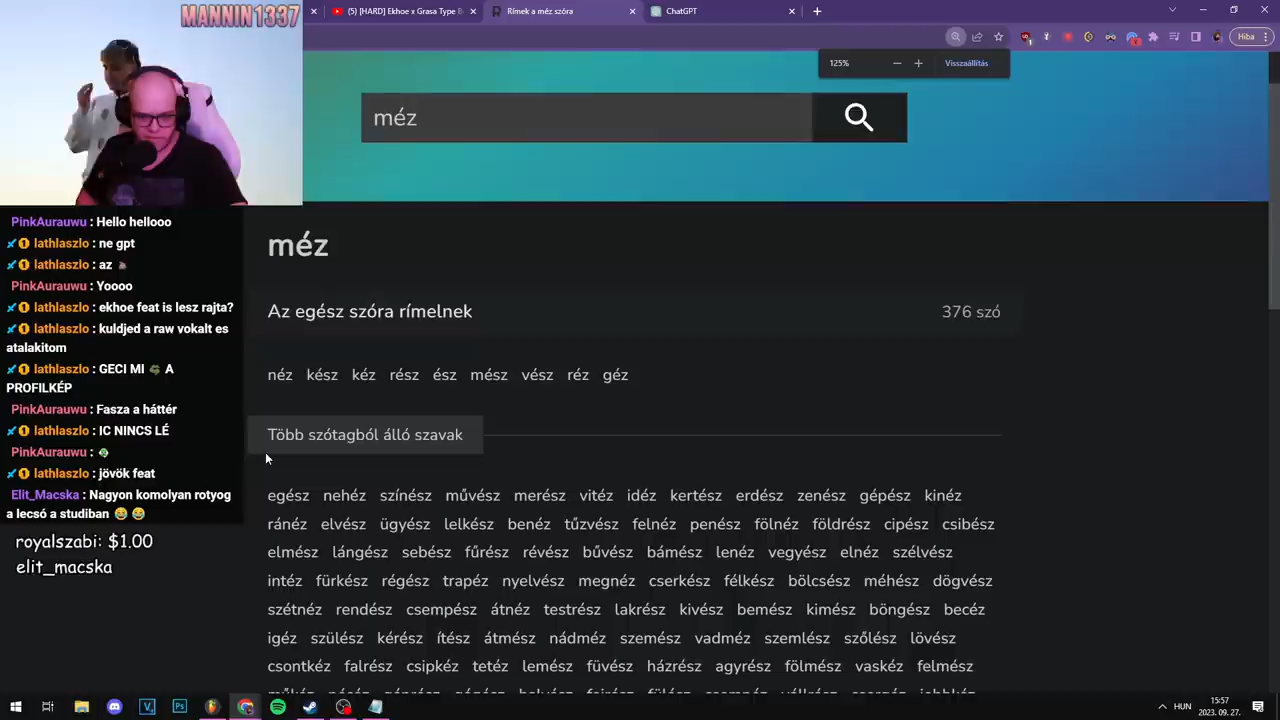 MANNIN1337
(5) [HARD] Ekhoe x Grasa Type B
Rímek a méz szóra
ChatGPT
Hiba
125%
Visszaállítás
méz
méz
Az egész szóra rímelnek
376 szó
néz kész kéz rész ész mész vész réz géz
Több szótagból álló szavak
egész nehéz színész művész merész vitéz idéz kertész erdész zenész gépész kinéz
ránéz elvész ügyész lelkész benéz tűzvész felnéz penész fölnéz földrész cipész csibész
elmész lángész sebész fűrész révész bűvész bámész lenéz vegyész elnéz szélvész
intéz fürkész régész trapéz nyelvész megnéz cserkész félkész bölcsész méhész dögvész
szétnéz rendész csempész átnéz testrész lakrész kivész bemész kimész böngész becéz
igéz szülész kérész ítész átmész nádméz szemész vadméz szemlész szőlész lövész
csontkéz falrész csipkéz tetéz lemész füvész házrész agyrész fölmész vaskéz felmész
PinkAurauwu : Hello hellooo
lathlaszlo : ne gpt
lathlaszlo : az
PinkAurauwu : Yoooo
lathlaszlo : ekhoe feat is lesz rajta?
lathlaszlo : kuldjed a raw vokalt es
atalakitom
lathlaszlo : GECI MI A
PROFILKÉP
PinkAurauwu : Fasza a háttér
lathlaszlo : IC NINCS LÉ
PinkAurauwu :
lathlaszlo : jövök feat
Elit_Macska : Nagyon komolyan rotyog
a lecsó a studiban 😂 😂
royalszabi: $1.00
elit_macska
HUN
15:57
2023. 09. 27.